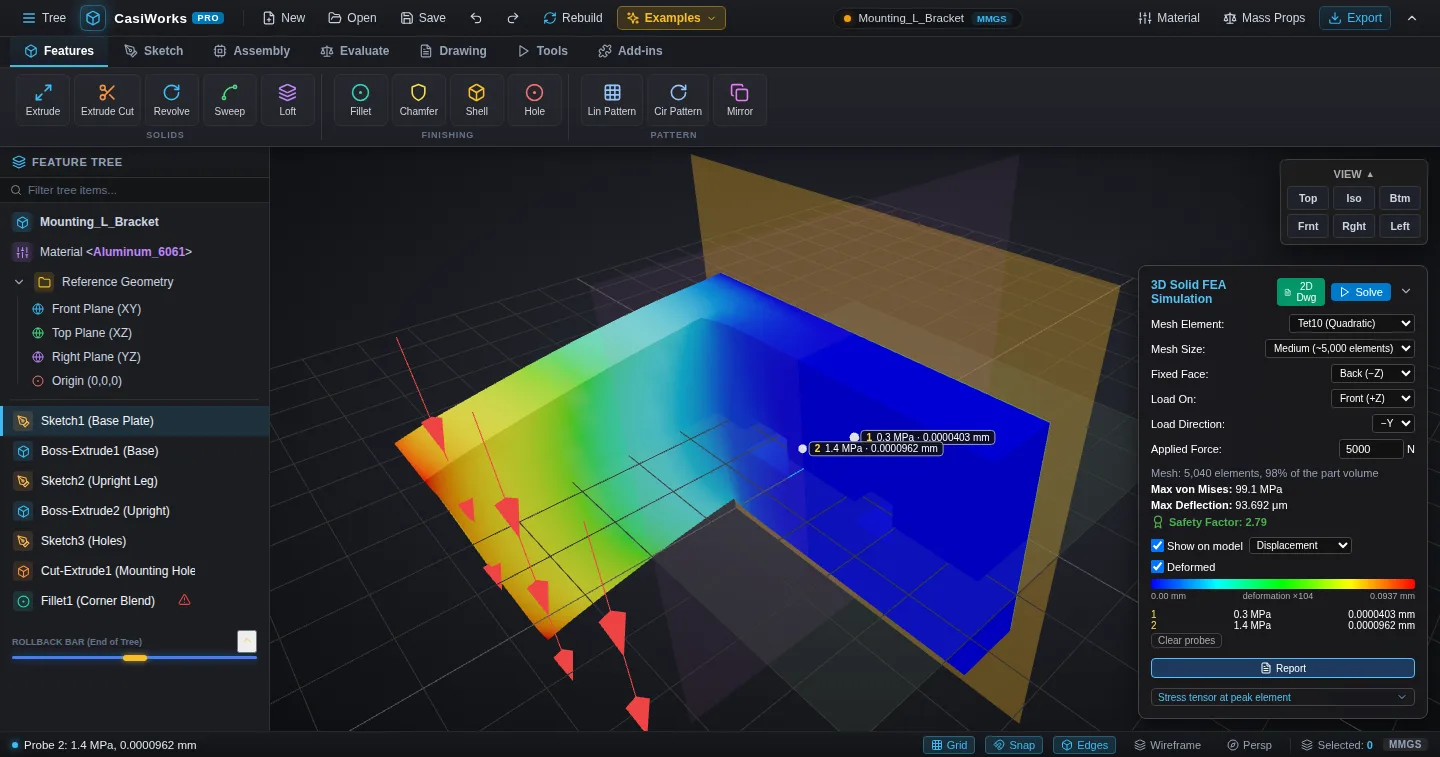 Tree CasiWorks PRO New Open Save Rebuild Examples Mounting_L_Bracket MMGS Material Mass Props Export
Features Sketch Assembly Evaluate Drawing Tools Add-ins
Extrude Extrude Cut Revolve Sweep Loft Fillet Chamfer Shell Hole Lin Pattern Cir Pattern Mirror
SOLIDS FINISHING PATTERN
FEATURE TREE
Filter tree items...
Mounting_L_Bracket
Material <Aluminum_6061>
Reference Geometry
Front Plane (XY)
Top Plane (XZ)
Right Plane (YZ)
Origin (0,0,0)
Sketch1 (Base Plate)
Boss-Extrude1 (Base)
Sketch2 (Upright Leg)
Boss-Extrude2 (Upright)
Sketch3 (Holes)
Cut-Extrude1 (Mounting Hole
Fillet1 (Corner Blend)
ROLLBACK BAR (End of Tree)
1 0.3 MPa · 0.0000403 mm
2 1.4 MPa · 0.0000962 mm
VIEW ▲
Top Iso Btm
Frnt Rght Left
3D Solid FEA Simulation
2D Dwg
Solve
Mesh Element: Tet10 (Quadratic)
Mesh Size: Medium (~5,000 elements)
Fixed Face: Back (−Z)
Load On: Front (+Z)
Load Direction: −Y
Applied Force: 5000 N
Mesh: 5,040 elements, 98% of the part volume
Max von Mises: 99.1 MPa
Max Deflection: 93.692 μm
Safety Factor: 2.79
Show on model Displacement
Deformed
0.00 mm deformation ×104 0.0937 mm
1 0.3 MPa 0.0000403 mm
2 1.4 MPa 0.0000962 mm
Clear probes
Report
Stress tensor at peak element
Probe 2: 1.4 MPa, 0.0000962 mm Grid Snap Edges Wireframe Persp Selected: 0 MMGS